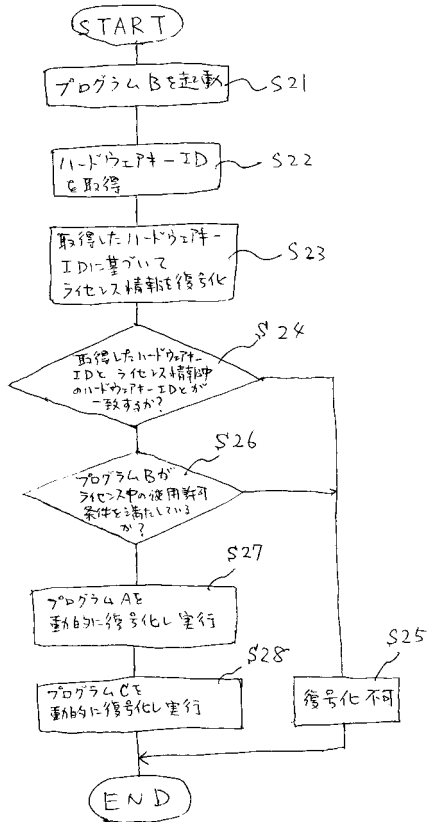 START
プログラムBを起動
S21
ハードウェアキーID
を取得
S22
取得したハードウェアキー
IDに基づいて
ライセンス情報を復号化
S23
S24
取得したハードウェアキー
IDと ライセンス情報中
のハードウェアキーIDとが
一致するか?
S26
プログラムBが
ライセンス中の使用許可
条件を満たしている
か?
S27
プログラムAを
動的に復号化し実行
S28
プログラムCを
動的に復号化し実行
S25
復号化不可
END